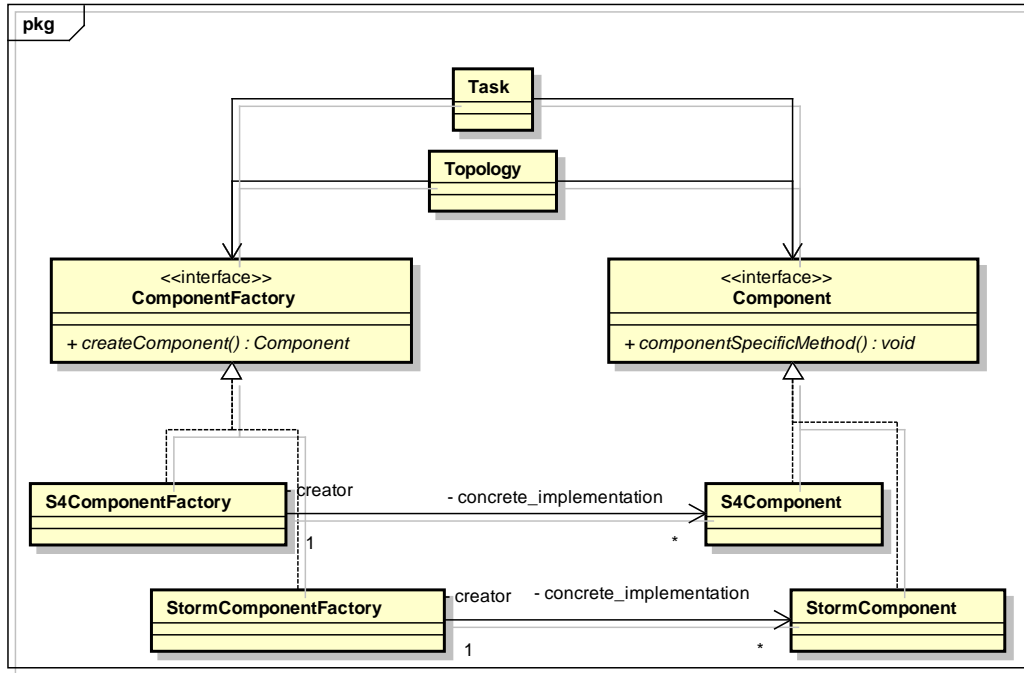 pkg
Task
Topology
<<interface>>
ComponentFactory
+ createComponent() : Component
<<interface>>
Component
+ componentSpecificMethod() : void
S4ComponentFactory
- creator
- concrete_implementation
S4Component
1
*
StormComponentFactory
- creator
- concrete_implementation
StormComponent
1
*